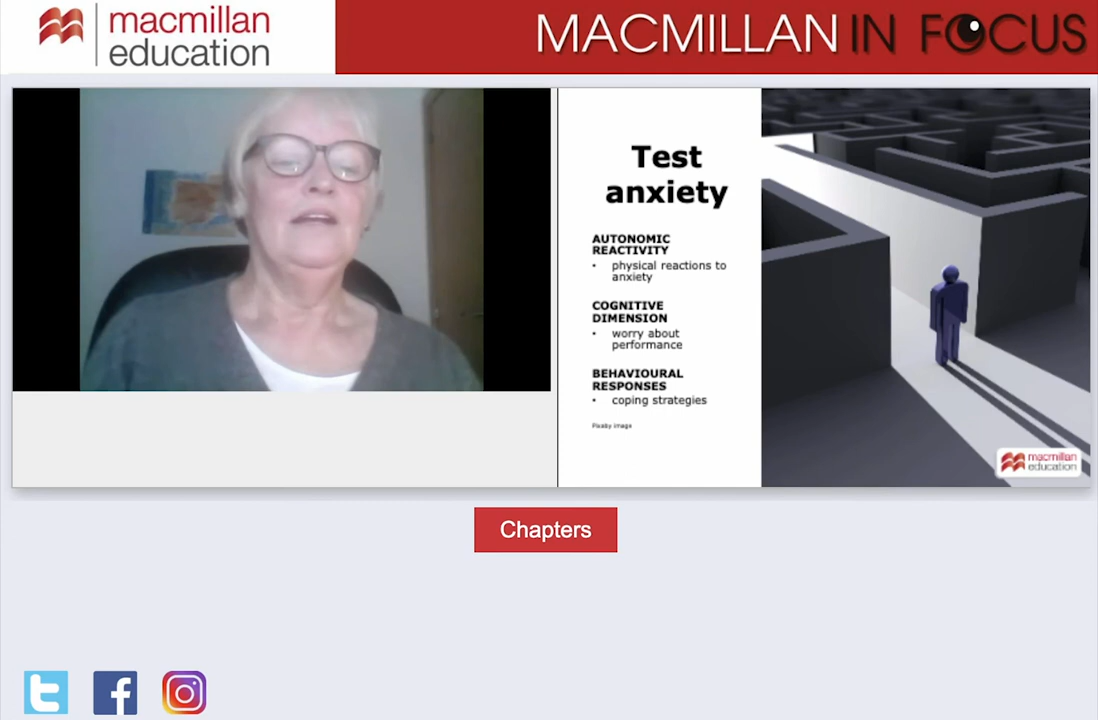 macmillan
education
MACMILLAN IN FOCUS
Test
anxiety
AUTONOMIC
REACTIVITY
• physical reactions to
anxiety
COGNITIVE
DIMENSION
• worry about
performance
BEHAVIOURAL
RESPONSES
• coping strategies
Pixaby image
macmillan
education
Chapters